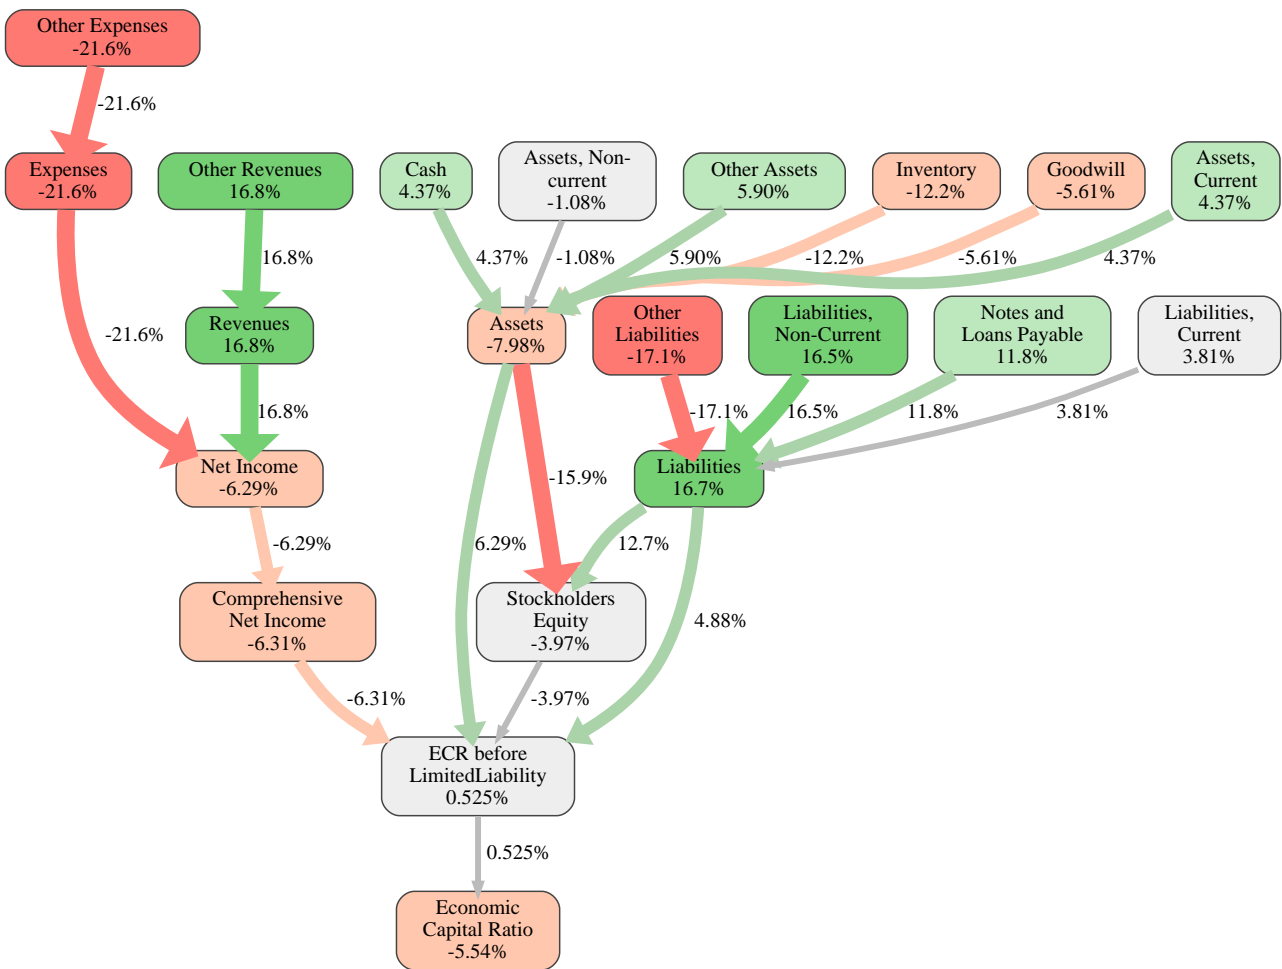 Other Expenses
-21.6%
-21.6%
Expenses
-21.6%
Other Revenues
16.8%
Cash
4.37%
Assets, Non-
current
-1.08%
Other Assets
5.90%
Inventory
-12.2%
Goodwill
-5.61%
Assets,
Current
4.37%
16.8%
4.37%
-1.08%
5.90%
-12.2%
-5.61%
4.37%
-21.6%
Revenues
16.8%
Assets
-7.98%
Other
Liabilities
-17.1%
Liabilities,
Non-Current
16.5%
Notes and
Loans Payable
11.8%
Liabilities,
Current
3.81%
16.8%
-17.1%
16.5%
11.8%
3.81%
Net Income
-6.29%
-15.9%
Liabilities
16.7%
-6.29%
6.29%
12.7%
Comprehensive
Net Income
-6.31%
Stockholders
Equity
-3.97%
4.88%
-6.31%
-3.97%
ECR before
LimitedLiability
0.525%
0.525%
Economic
Capital Ratio
-5.54%